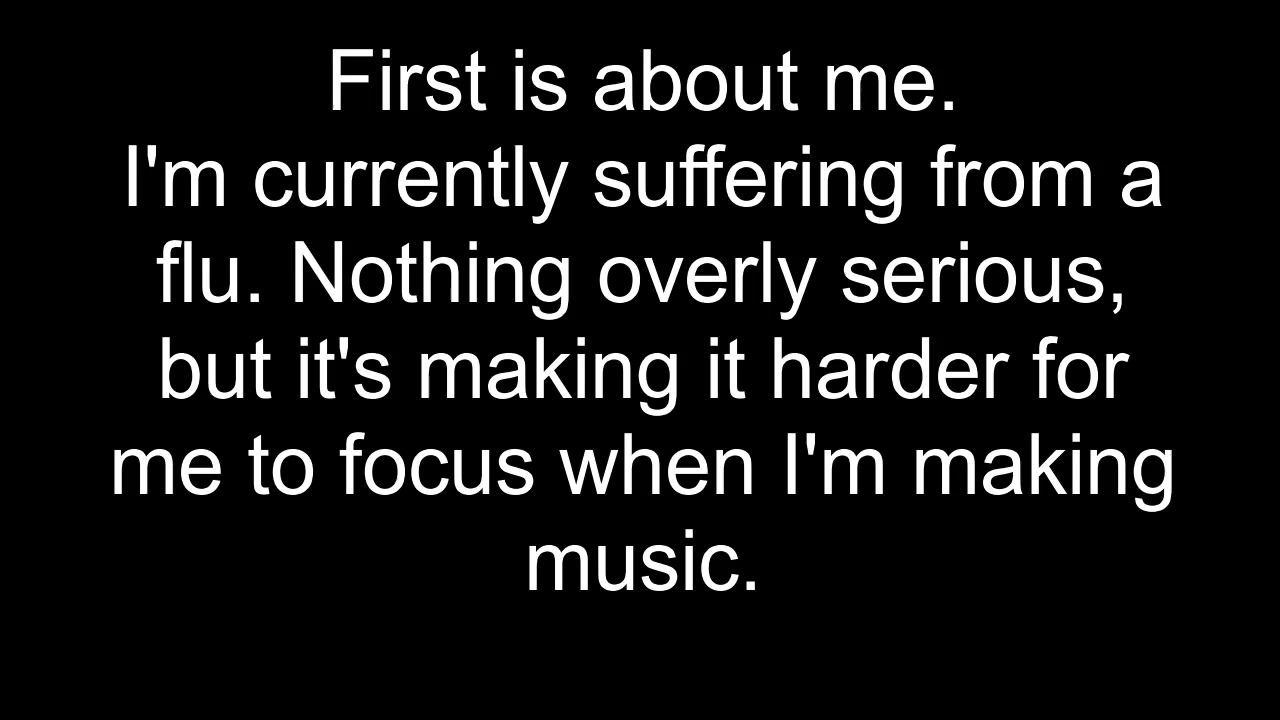 First is about me.
I'm currently suffering from a
flu. Nothing overly serious,
but it's making it harder for
me to focus when I'm making
music.